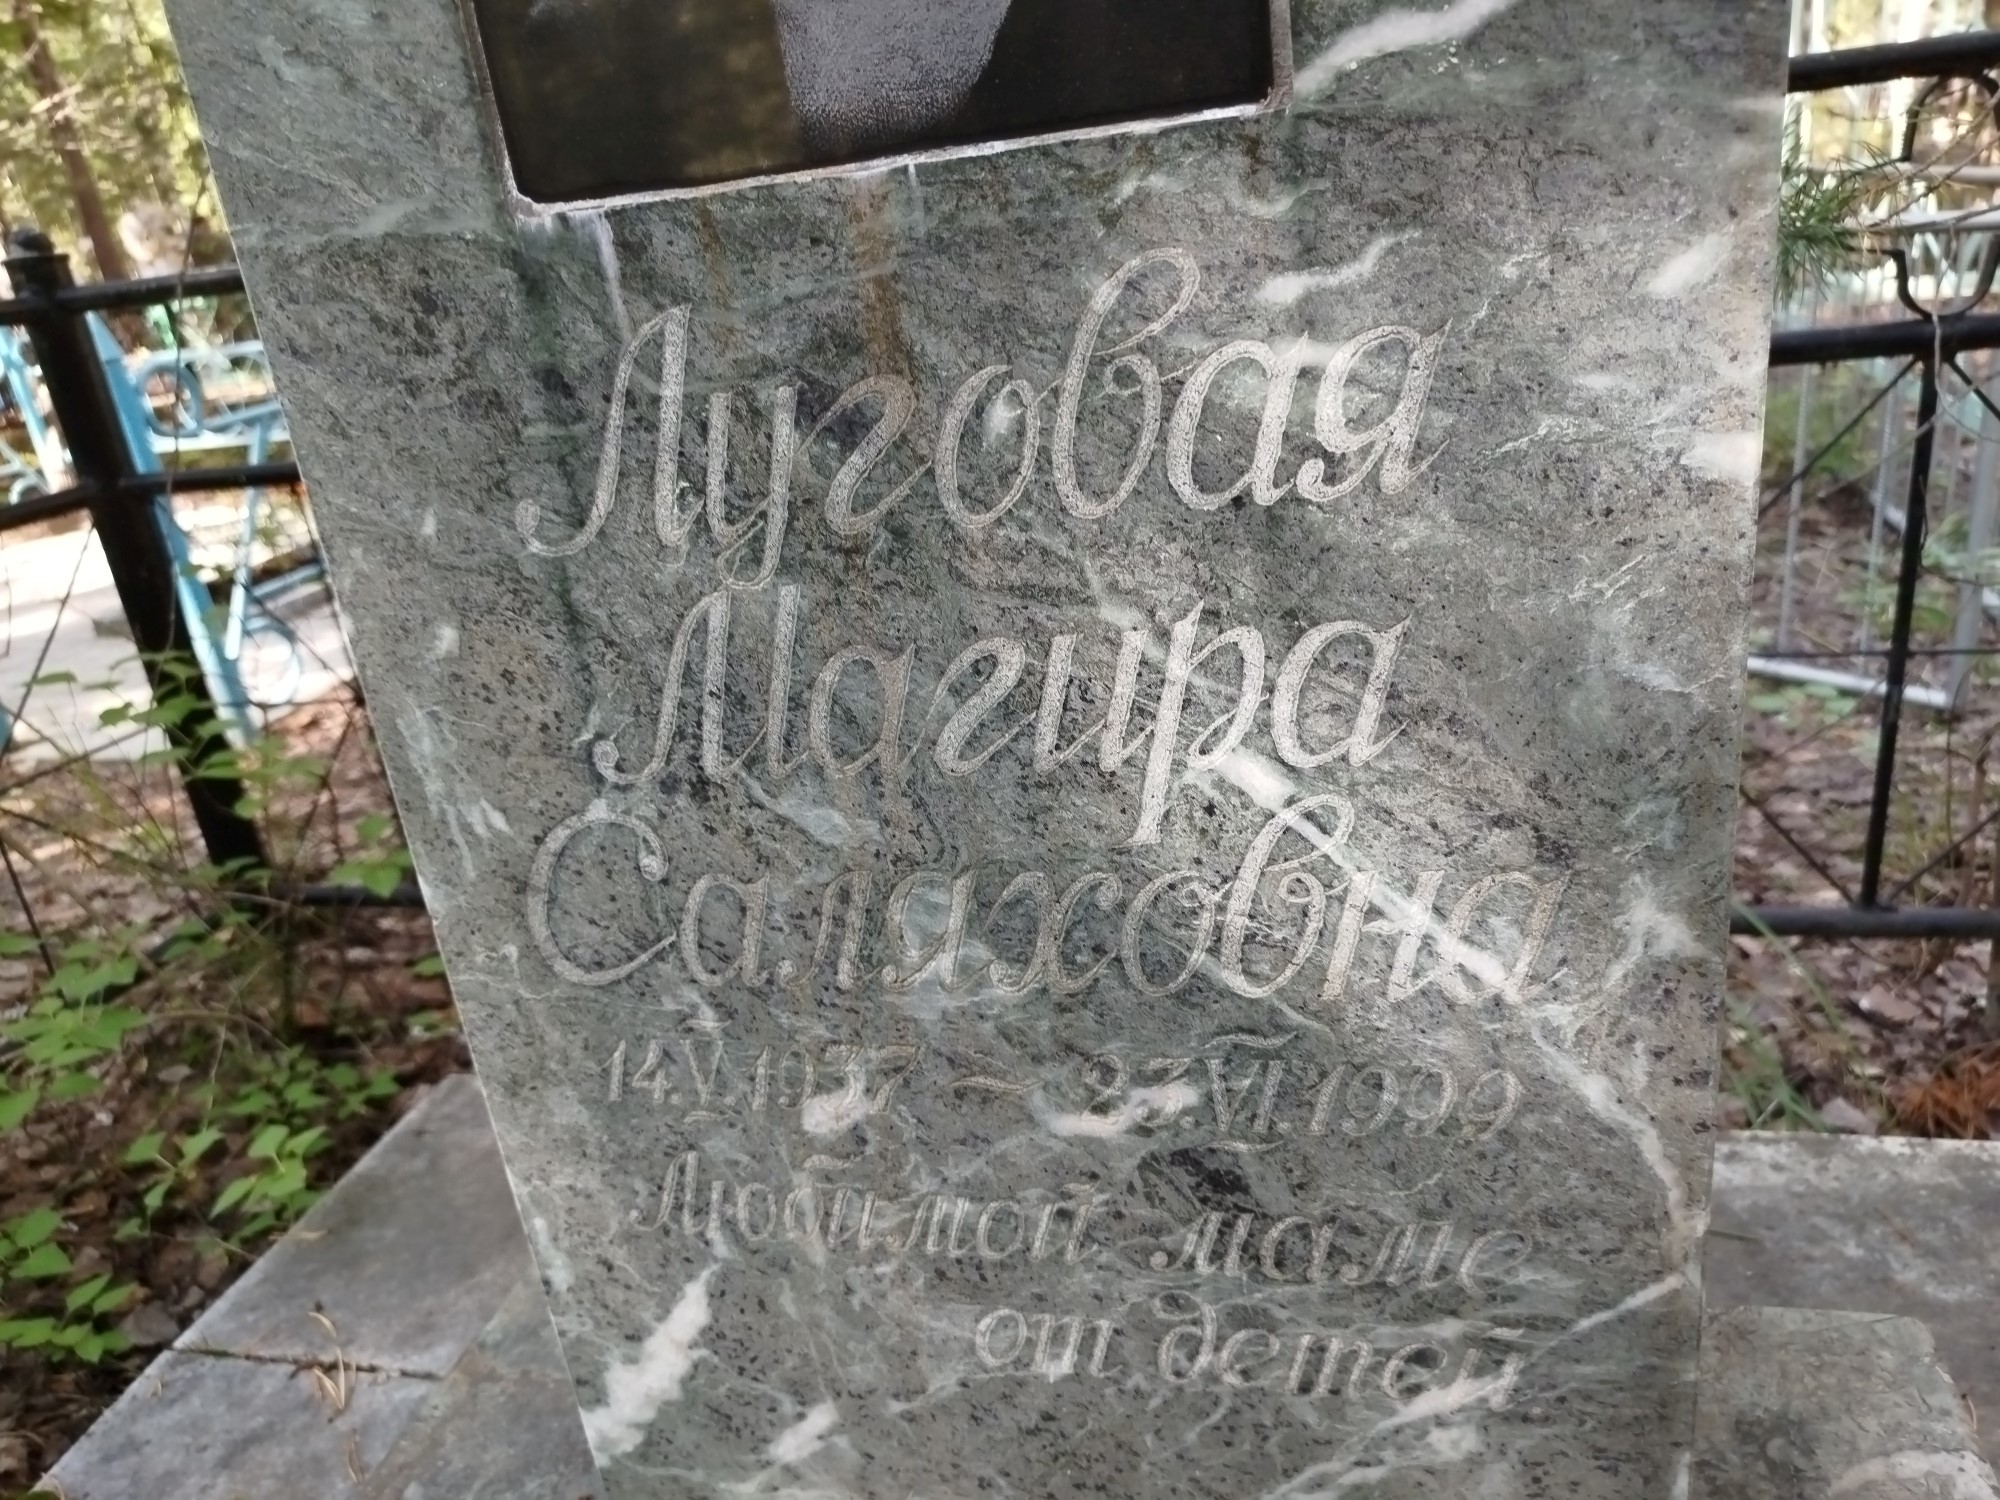 Луговая
Магира
Саляховна
14.V.1937 ~ 23.VI.1999
Любимой маме
от детей